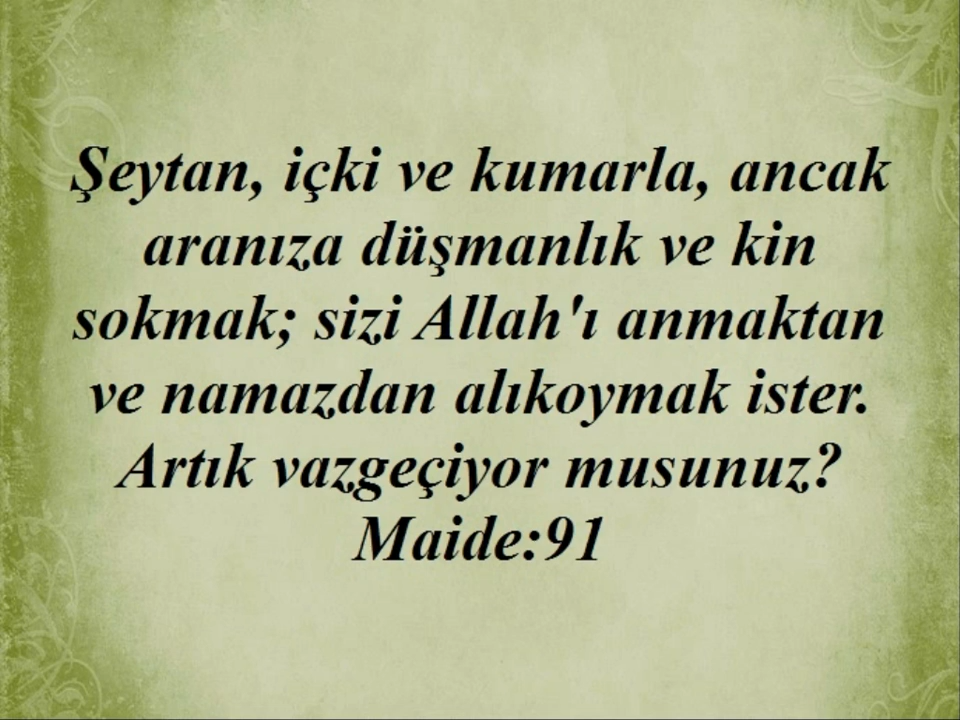 Şeytan, içki ve kumarla, ancak
aranıza düşmanlık ve kin
sokmak; sizi Allah'ı anmaktan
ve namazdan alıkoymak ister.
Artık vazgeçiyor musunuz?
Maide:91